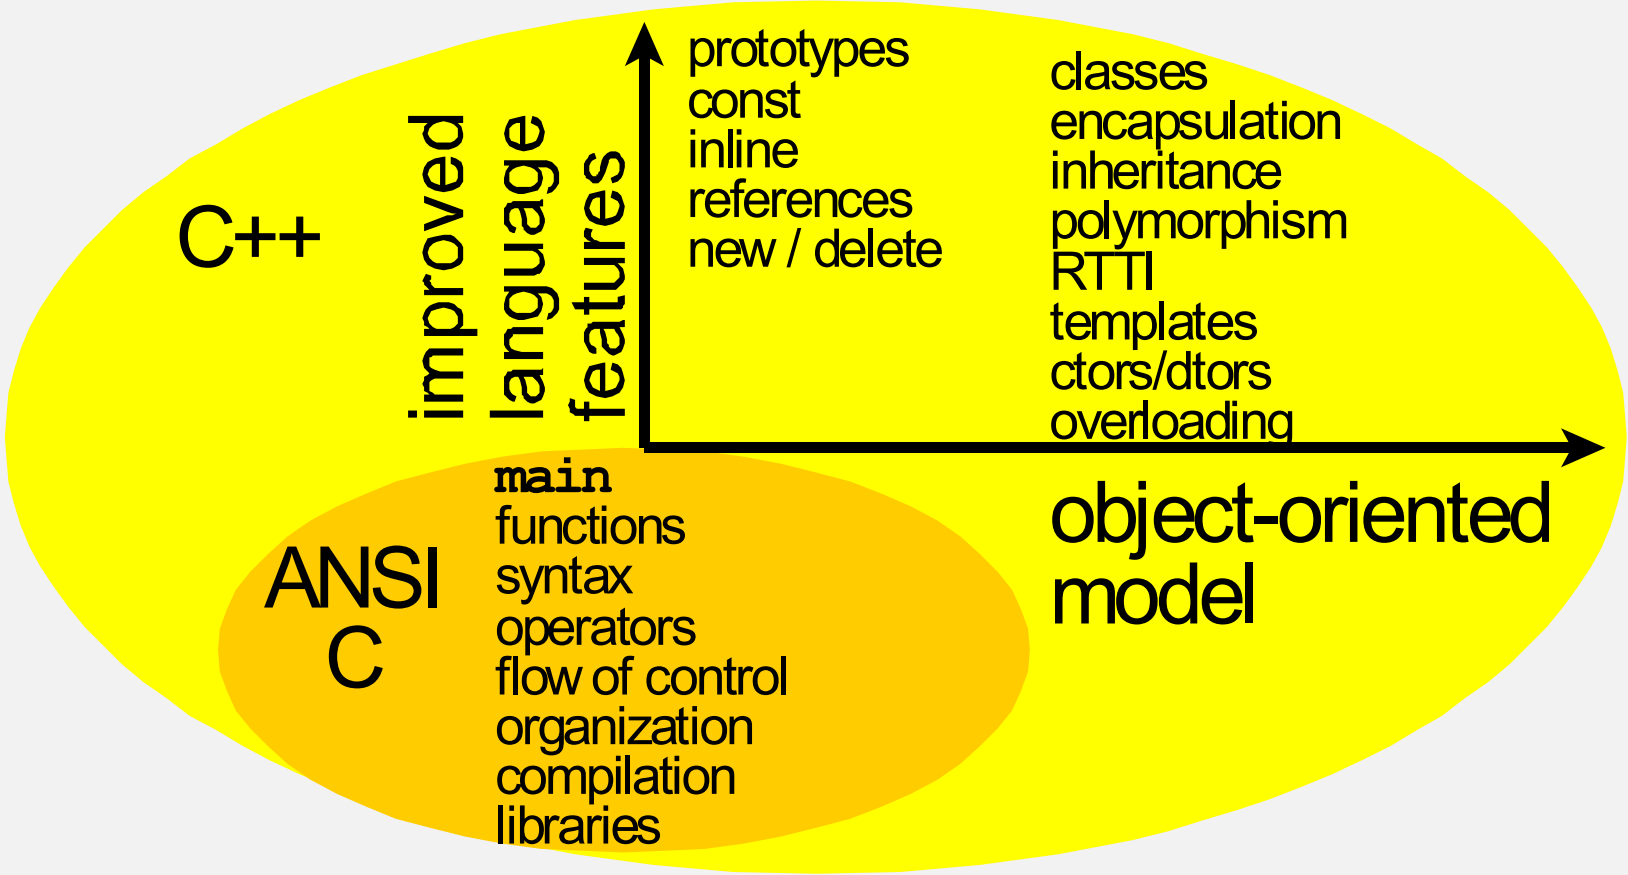 C++
improved
language
features
prototypes
const
inline
references
new / delete
classes
encapsulation
inheritance
polymorphism
RTTI
templates
ctors/dtors
overloading
object-oriented
model
ANSI
C
main
functions
syntax
operators
flow of control
organization
compilation
libraries